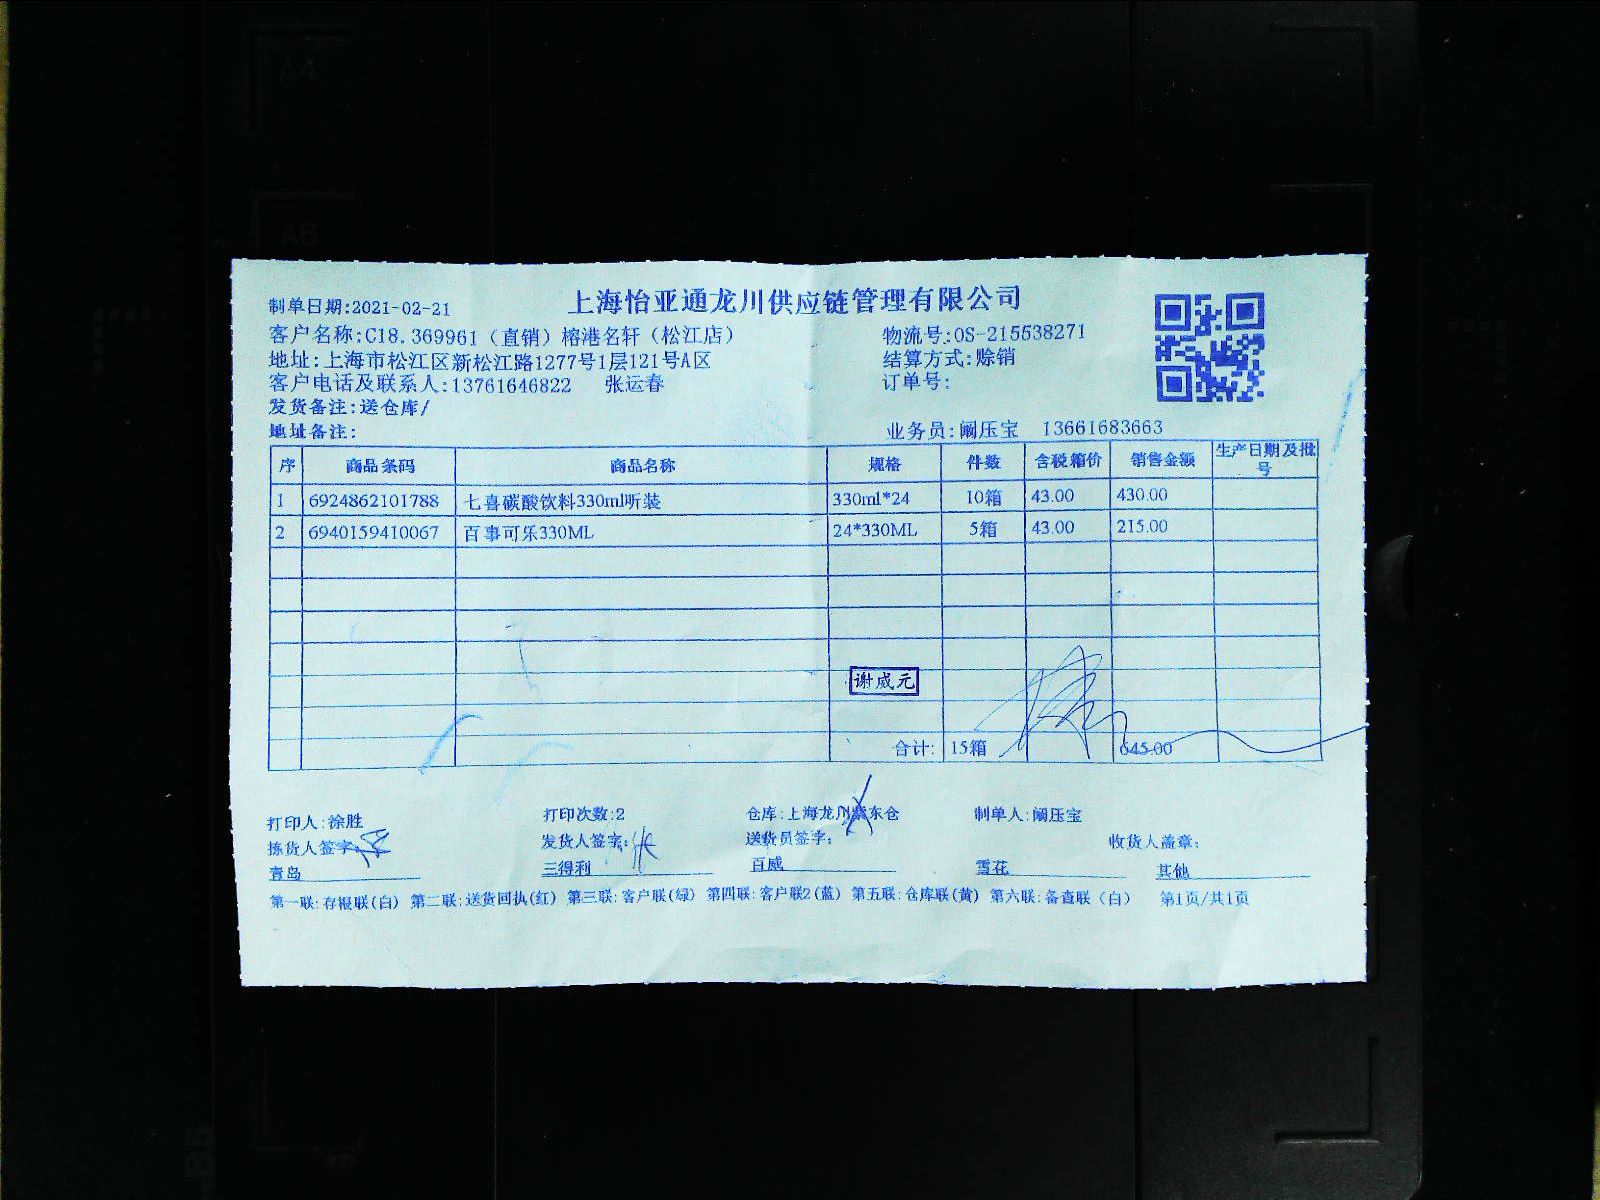 A4
A5
上海怡亚通龙川供应链管理有限公司
制单日期:2021-02-21
客户名称:C18.369961（直销）榕港名轩（松江店）
物流号:OS-215538271
地址:上海市松江区新松江路1277号1层121号A区
结算方式:赊销
客户电话及联系人:13761646822 张运春
订单号:
发货备注:送仓库/
地址备注:
业务员:阚压宝 13661683663
序 商品条码 商品名称 规格 件数 含税箱价 销售金额 生产日期及批号
1 6924862101788 七喜碳酸饮料330ml听装 330ml*24 10箱 43.00 430.00
2 6940159410067 百事可乐330ML 24*330ML 5箱 43.00 215.00
谢威元
合计: 15箱 645.00
打印人:徐胜 打印次数:2 仓库:上海龙川 东仓 制单人:阚压宝
拣货人签字 发货人签字: 送货员签字: 收货人盖章:
青岛 三得利 百威 雪花 其他
第一联:存根联(白) 第二联:送货回执(红) 第三联:客户联(绿) 第四联:客户联2(蓝) 第五联:仓库联(黄) 第六联:备查联（白） 第1页/共1页